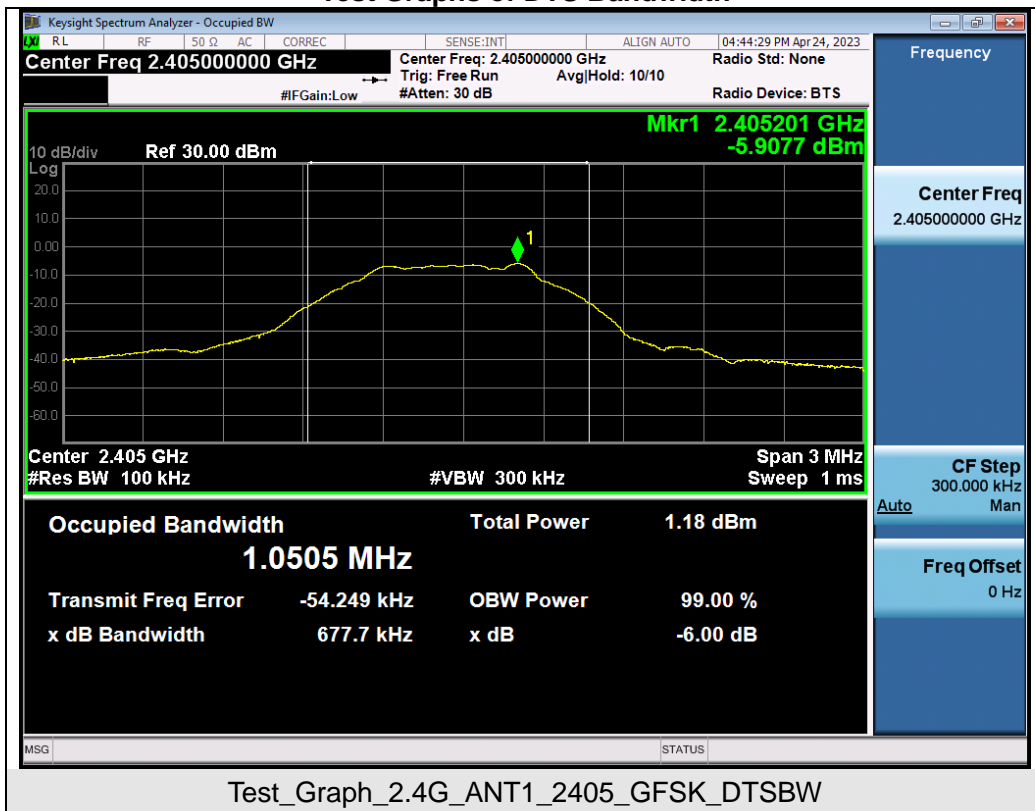 Test Graphs of DTS Bandwidth
Keysight Spectrum Analyzer - Occupied BW
LXI RL RF 50 Ω AC CORREC SENSE:INT ALIGN AUTO 04:44:29 PM Apr 24, 2023
Center Freq 2.405000000 GHz
Center Freq: 2.405000000 GHz Radio Std: None
Trig: Free Run Avg|Hold: 10/10
#IFGain:Low #Atten: 30 dB Radio Device: BTS
Frequency
Mkr1 2.405201 GHz
-5.9077 dBm
10 dB/div Ref 30.00 dBm
Log
20.0
10.0
0.00
-10.0
-20.0
-30.0
-40.0
-50.0
-60.0
1
Center 2.405 GHz Span 3 MHz
#Res BW 100 kHz #VBW 300 kHz Sweep 1 ms
Center Freq
2.405000000 GHz
CF Step
300.000 kHz
Auto Man
Freq Offset
0 Hz
Occupied Bandwidth Total Power 1.18 dBm
1.0505 MHz
Transmit Freq Error -54.249 kHz OBW Power 99.00 %
x dB Bandwidth 677.7 kHz x dB -6.00 dB
MSG STATUS
Test_Graph_2.4G_ANT1_2405_GFSK_DTSBW